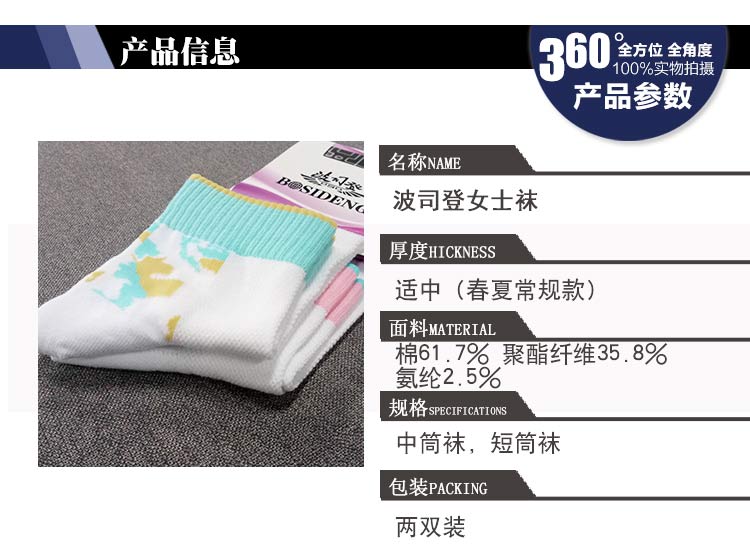 产品信息
360°全方位 全角度
100%实物拍摄
产品参数
BOSIDENG
名称NAME
波司登女士袜
厚度HICKNESS
适中（春夏常规款）
面料MATERIAL
棉61.7% 聚酯纤维35.8%
氨纶2.5%
规格SPECIFICATIONS
中筒袜，短筒袜
包装PACKING
两双装